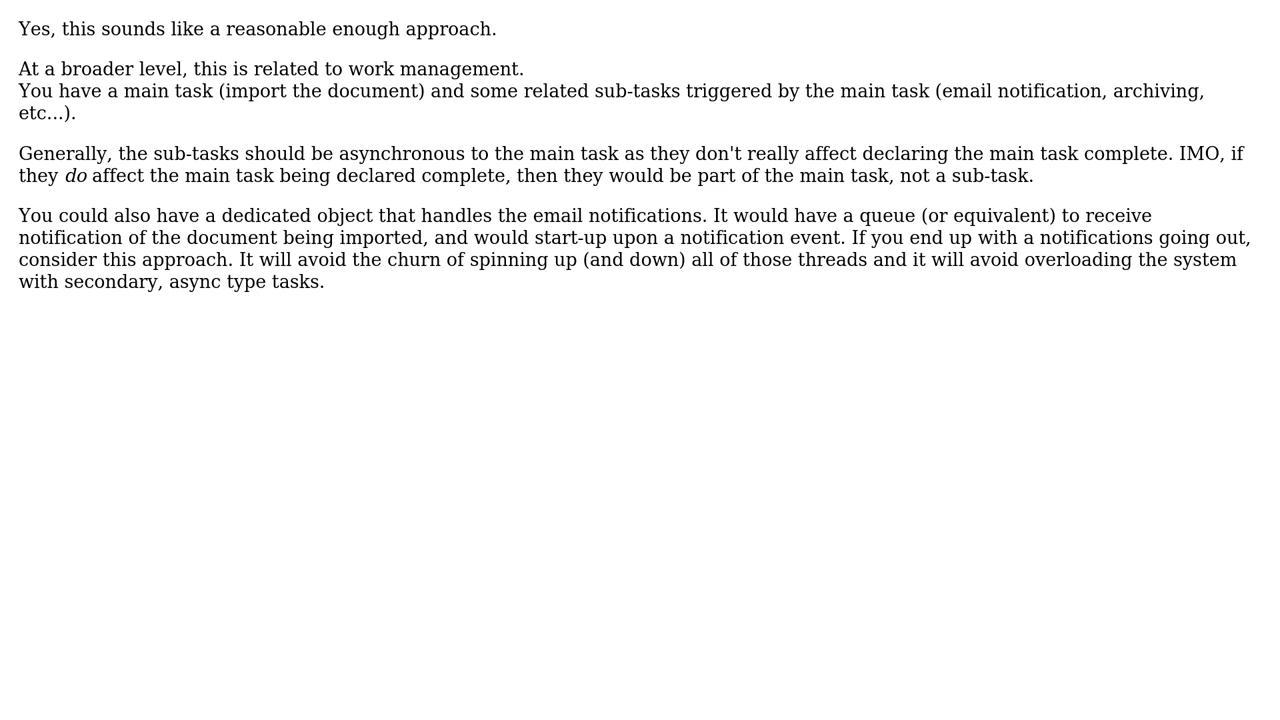 Yes, this sounds like a reasonable enough approach.
At a broader level, this is related to work management.
You have a main task (import the document) and some related sub-tasks triggered by the main task (email notification, archiving,
etc...).
Generally, the sub-tasks should be asynchronous to the main task as they don't really affect declaring the main task complete. IMO, if
they do affect the main task being declared complete, then they would be part of the main task, not a sub-task.
You could also have a dedicated object that handles the email notifications. It would have a queue (or equivalent) to receive
notification of the document being imported, and would start-up upon a notification event. If you end up with a notifications going out,
consider this approach. It will avoid the churn of spinning up (and down) all of those threads and it will avoid overloading the system
with secondary, async type tasks.